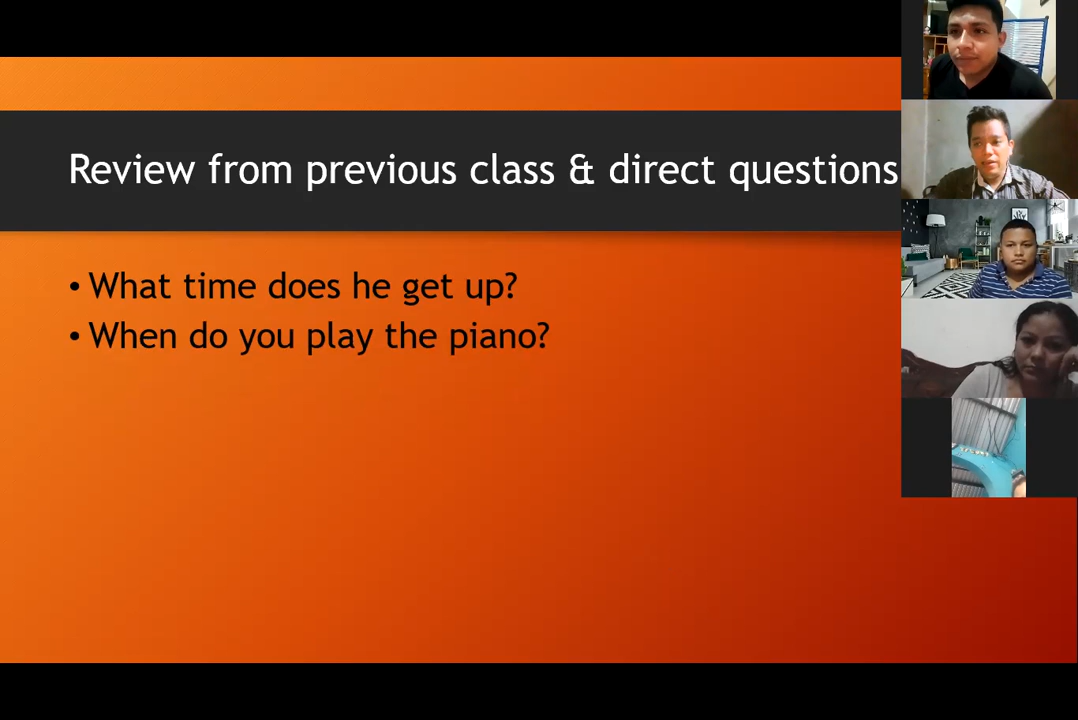 Review from previous class & direct questions
• What time does he get up?
• When do you play the piano?